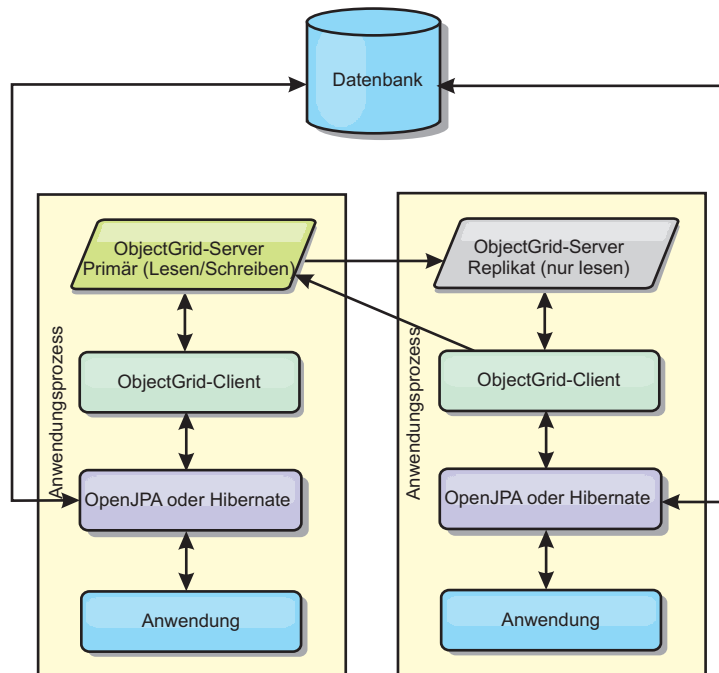 Datenbank
ObjectGrid-Server
Primär (Lesen/Schreiben)
Anwendungsprozess
ObjectGrid-Client
OpenJPA oder Hibernate
Anwendung
ObjectGrid-Server
Replikat (nur lesen)
Anwendungsprozess
ObjectGrid-Client
OpenJPA oder Hibernate
Anwendung